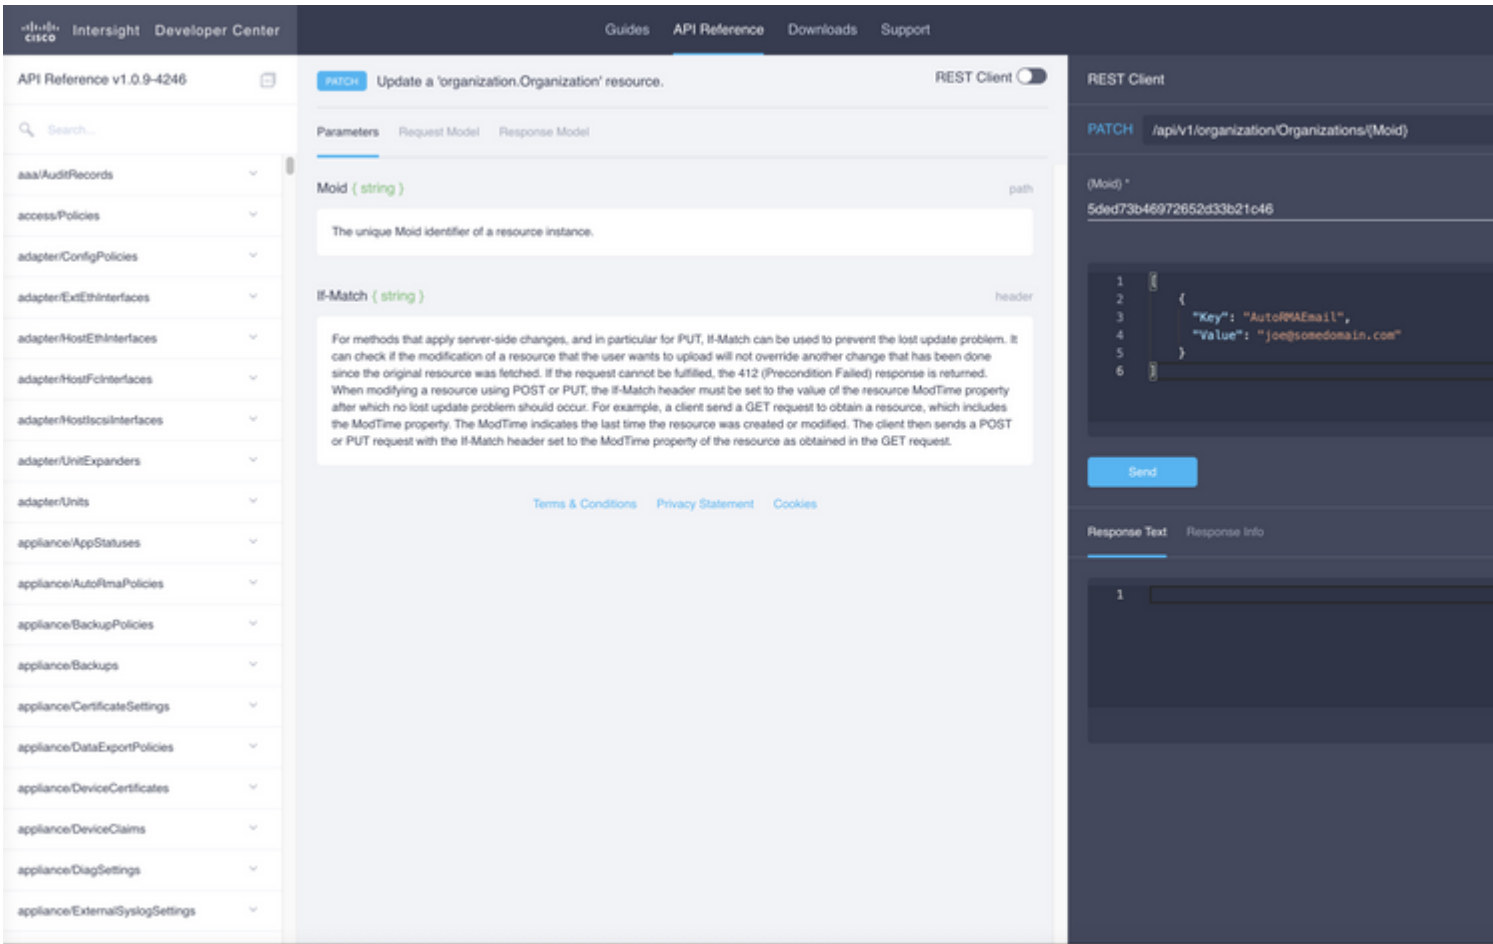 cisco Intersight Developer Center
Guides API Reference Downloads Support
API Reference v1.0.9-4246
Search...
aaa/AuditRecords
access/Policies
adapter/ConfigPolicies
adapter/ExtEthInterfaces
adapter/HostEthInterfaces
adapter/HostFcInterfaces
adapter/HostIscsiInterfaces
adapter/UnitExpanders
adapter/Units
appliance/AppStatuses
appliance/AutoRmaPolicies
appliance/BackupPolicies
appliance/Backups
appliance/CertificateSettings
appliance/DataExportPolicies
appliance/DeviceCertificates
appliance/DeviceClaims
appliance/DiagSettings
appliance/ExternalSyslogSettings
PATCH Update a 'organization.Organization' resource.
REST Client
Parameters Request Model Response Model
Moid { string } path
The unique Moid identifier of a resource instance.
If-Match { string } header
For methods that apply server-side changes, and in particular for PUT, If-Match can be used to prevent the lost update problem. It
can check if the modification of a resource that the user wants to upload will not override another change that has been done
since the original resource was fetched. If the request cannot be fulfilled, the 412 (Precondition Failed) response is returned.
When modifying a resource using POST or PUT, the If-Match header must be set to the value of the resource ModTime property
after which no lost update problem should occur. For example, a client send a GET request to obtain a resource, which includes
the ModTime property. The ModTime indicates the last time the resource was created or modified. The client then sends a POST
or PUT request with the If-Match header set to the ModTime property of the resource as obtained in the GET request.
Terms & Conditions Privacy Statement Cookies
REST Client
PATCH /api/v1/organization/Organizations/{Moid}
{Moid} *
5ded73b46972652d33b21c46
1 [
2 {
3 "Key": "AutoRMAEmail",
4 "Value": "joe@somedomain.com"
5 }
6 ]
Send
Response Text Response Info
1